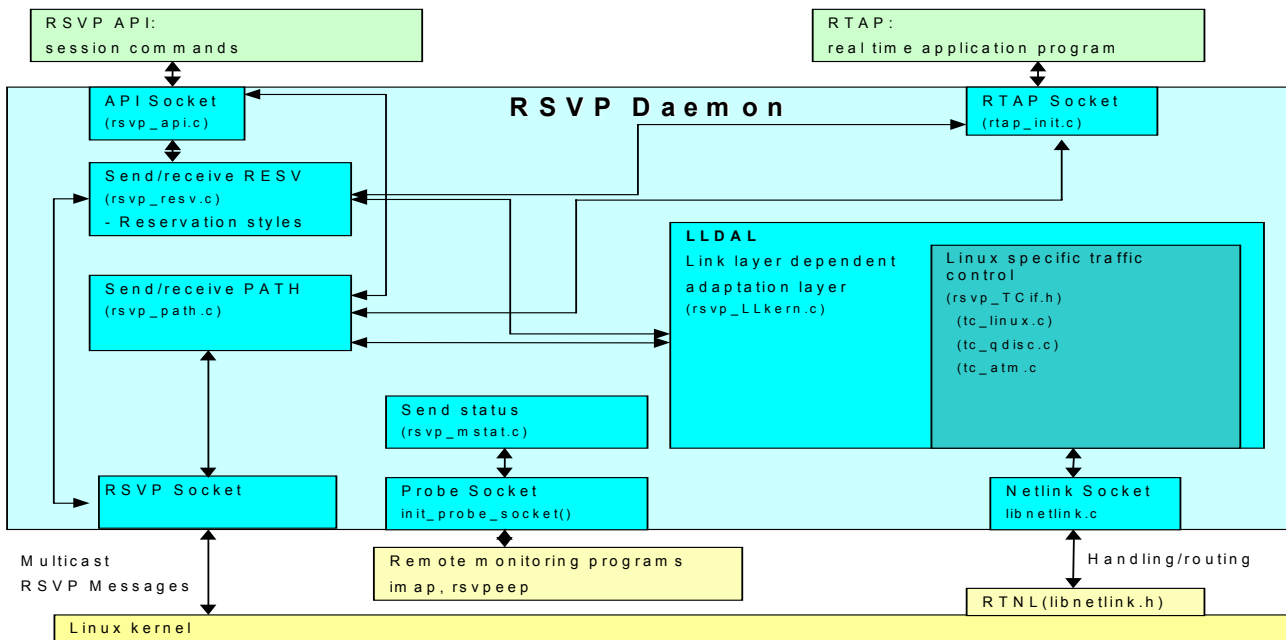 RSVP API:
session commands
RTAP:
real time application program
RSVP Daemon
API Socket
(rsvp_api.c)
RTAP Socket
(rtap_init.c)
Send/receive RESV
(rsvp_resv.c)
- Reservation styles
LLDAL
Link layer dependent
adaptation layer
(rsvp_LLkern.c)
Linux specific traffic
control
(rsvp_TCif.h)
(tc_linux.c)
(tc_qdisc.c)
(tc_atm.c
Send/receive PATH
(rsvp_path.c)
Send status
(rsvp_mstat.c)
RSVP Socket
Probe Socket
init_probe_socket()
Netlink Socket
libnetlink.c
Multicast
RSVP Messages
Remote monitoring programs
imap, rsvpeep
Handling/routing
RTNL(libnetlink.h)
Linux kernel